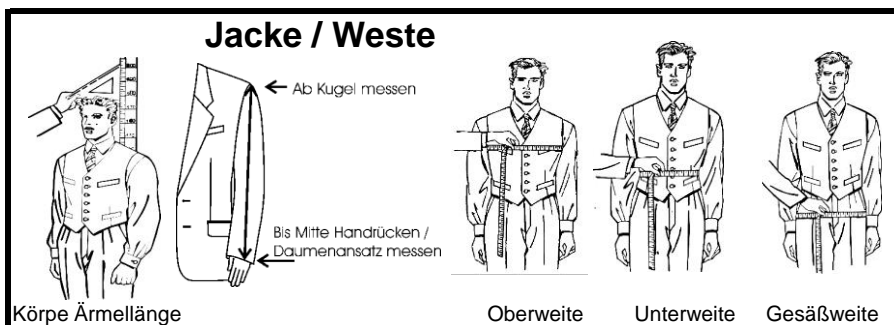 Jacke / Weste
Ab Kugel messen
Bis Mitte Handrücken /
Daumenansatz messen
Körpe Ärmellänge
Oberweite
Unterweite
Gesäßweite